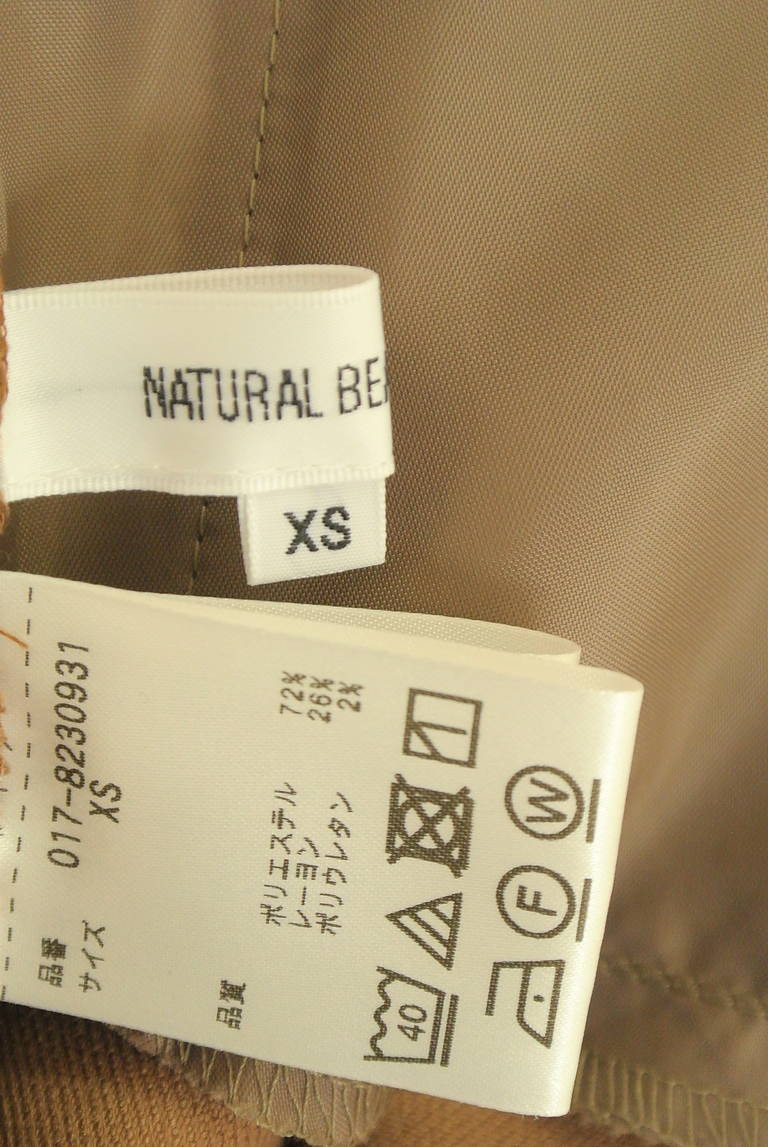 NATURAL BEA
XS
品番 017-8230931
サイズ XS
品質
ポリエステル 72%
レーヨン 26%
ポリウレタン 2%
40
F
W